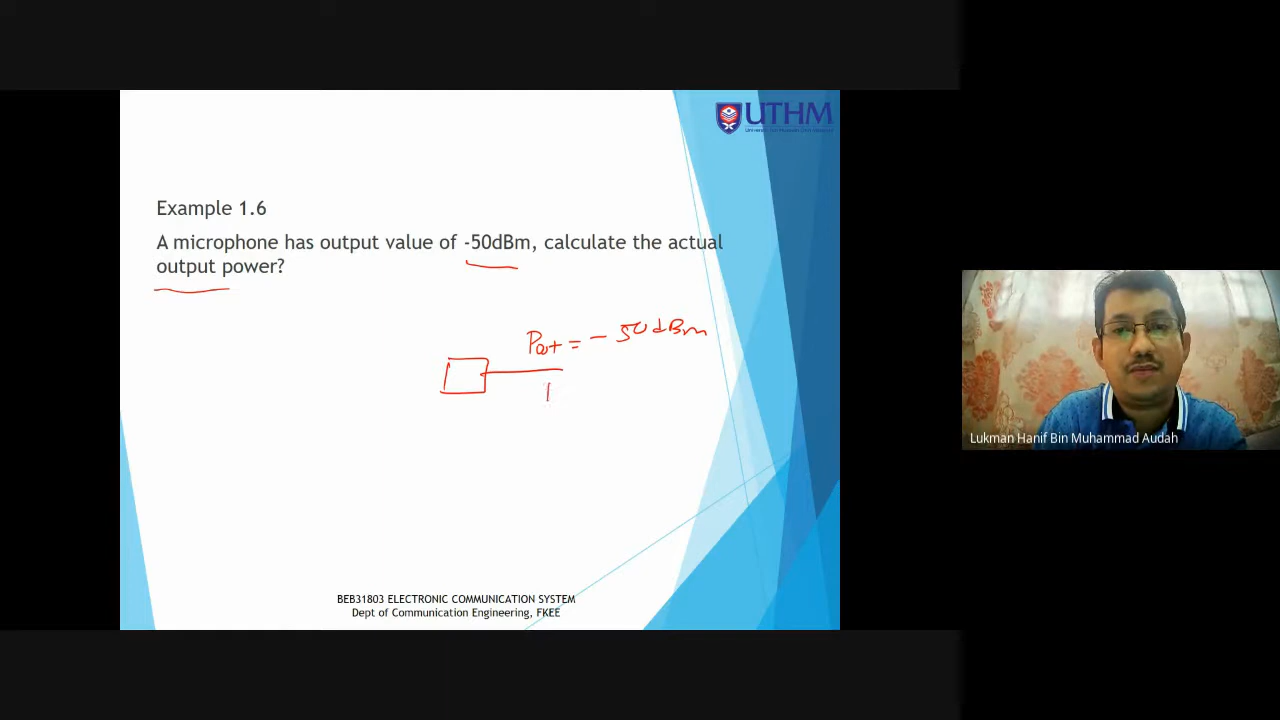 UTHM
Example 1.6
A microphone has output value of -50dBm, calculate the actual
output power?
Pout = - 50 dBm
BEB31803 ELECTRONIC COMMUNICATION SYSTEM
Dept of Communication Engineering, FKEE
Lukman Hanif Bin Muhammad Audah